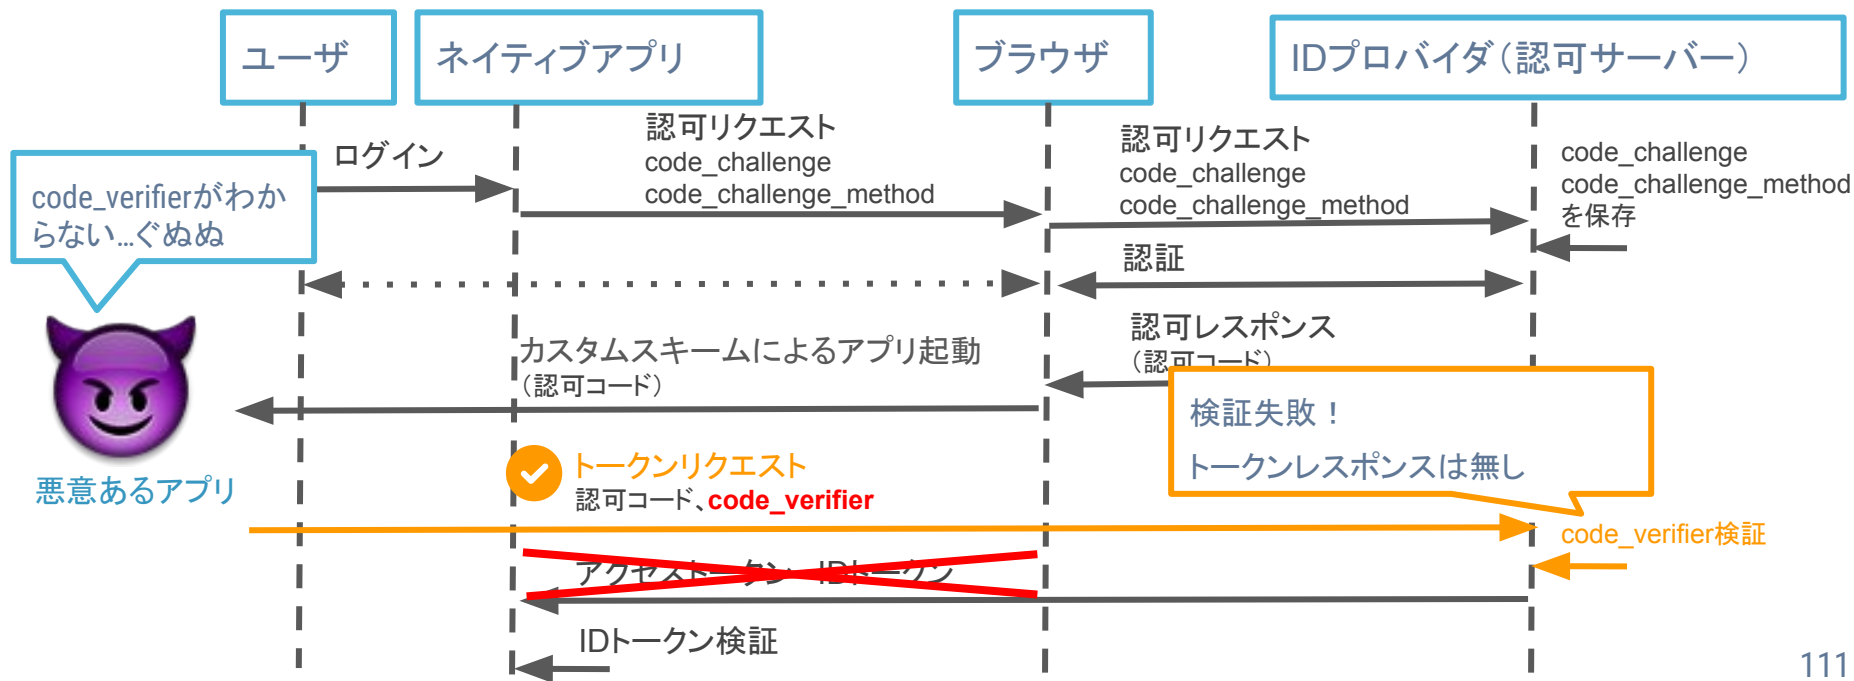 ユーザ
ネイティブアプリ
ブラウザ
IDプロバイダ（認可サーバー）
code_verifierがわか
らない…ぐぬぬ
ログイン
認可リクエスト
code_challenge
code_challenge_method
認可リクエスト
code_challenge
code_challenge_method
code_challenge
code_challenge_method
を保存
認証
認可レスポンス
（認可コード）
カスタムスキームによるアプリ起動
（認可コード）
悪意あるアプリ
検証失敗！
トークンレスポンスは無し
トークンリクエスト
認可コード、code_verifier
code_verifier検証
アクセストークン、IDトークン
IDトークン検証
111